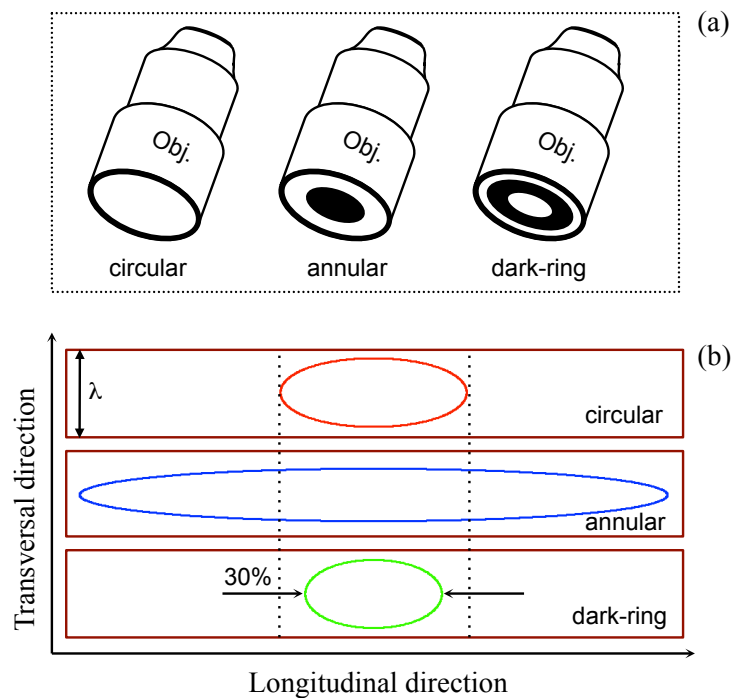 (a)
Obj.
Obj.
Obj.
circular
annular
dark-ring
(b)
λ
circular
annular
30%
dark-ring
Transversal direction
Longitudinal direction